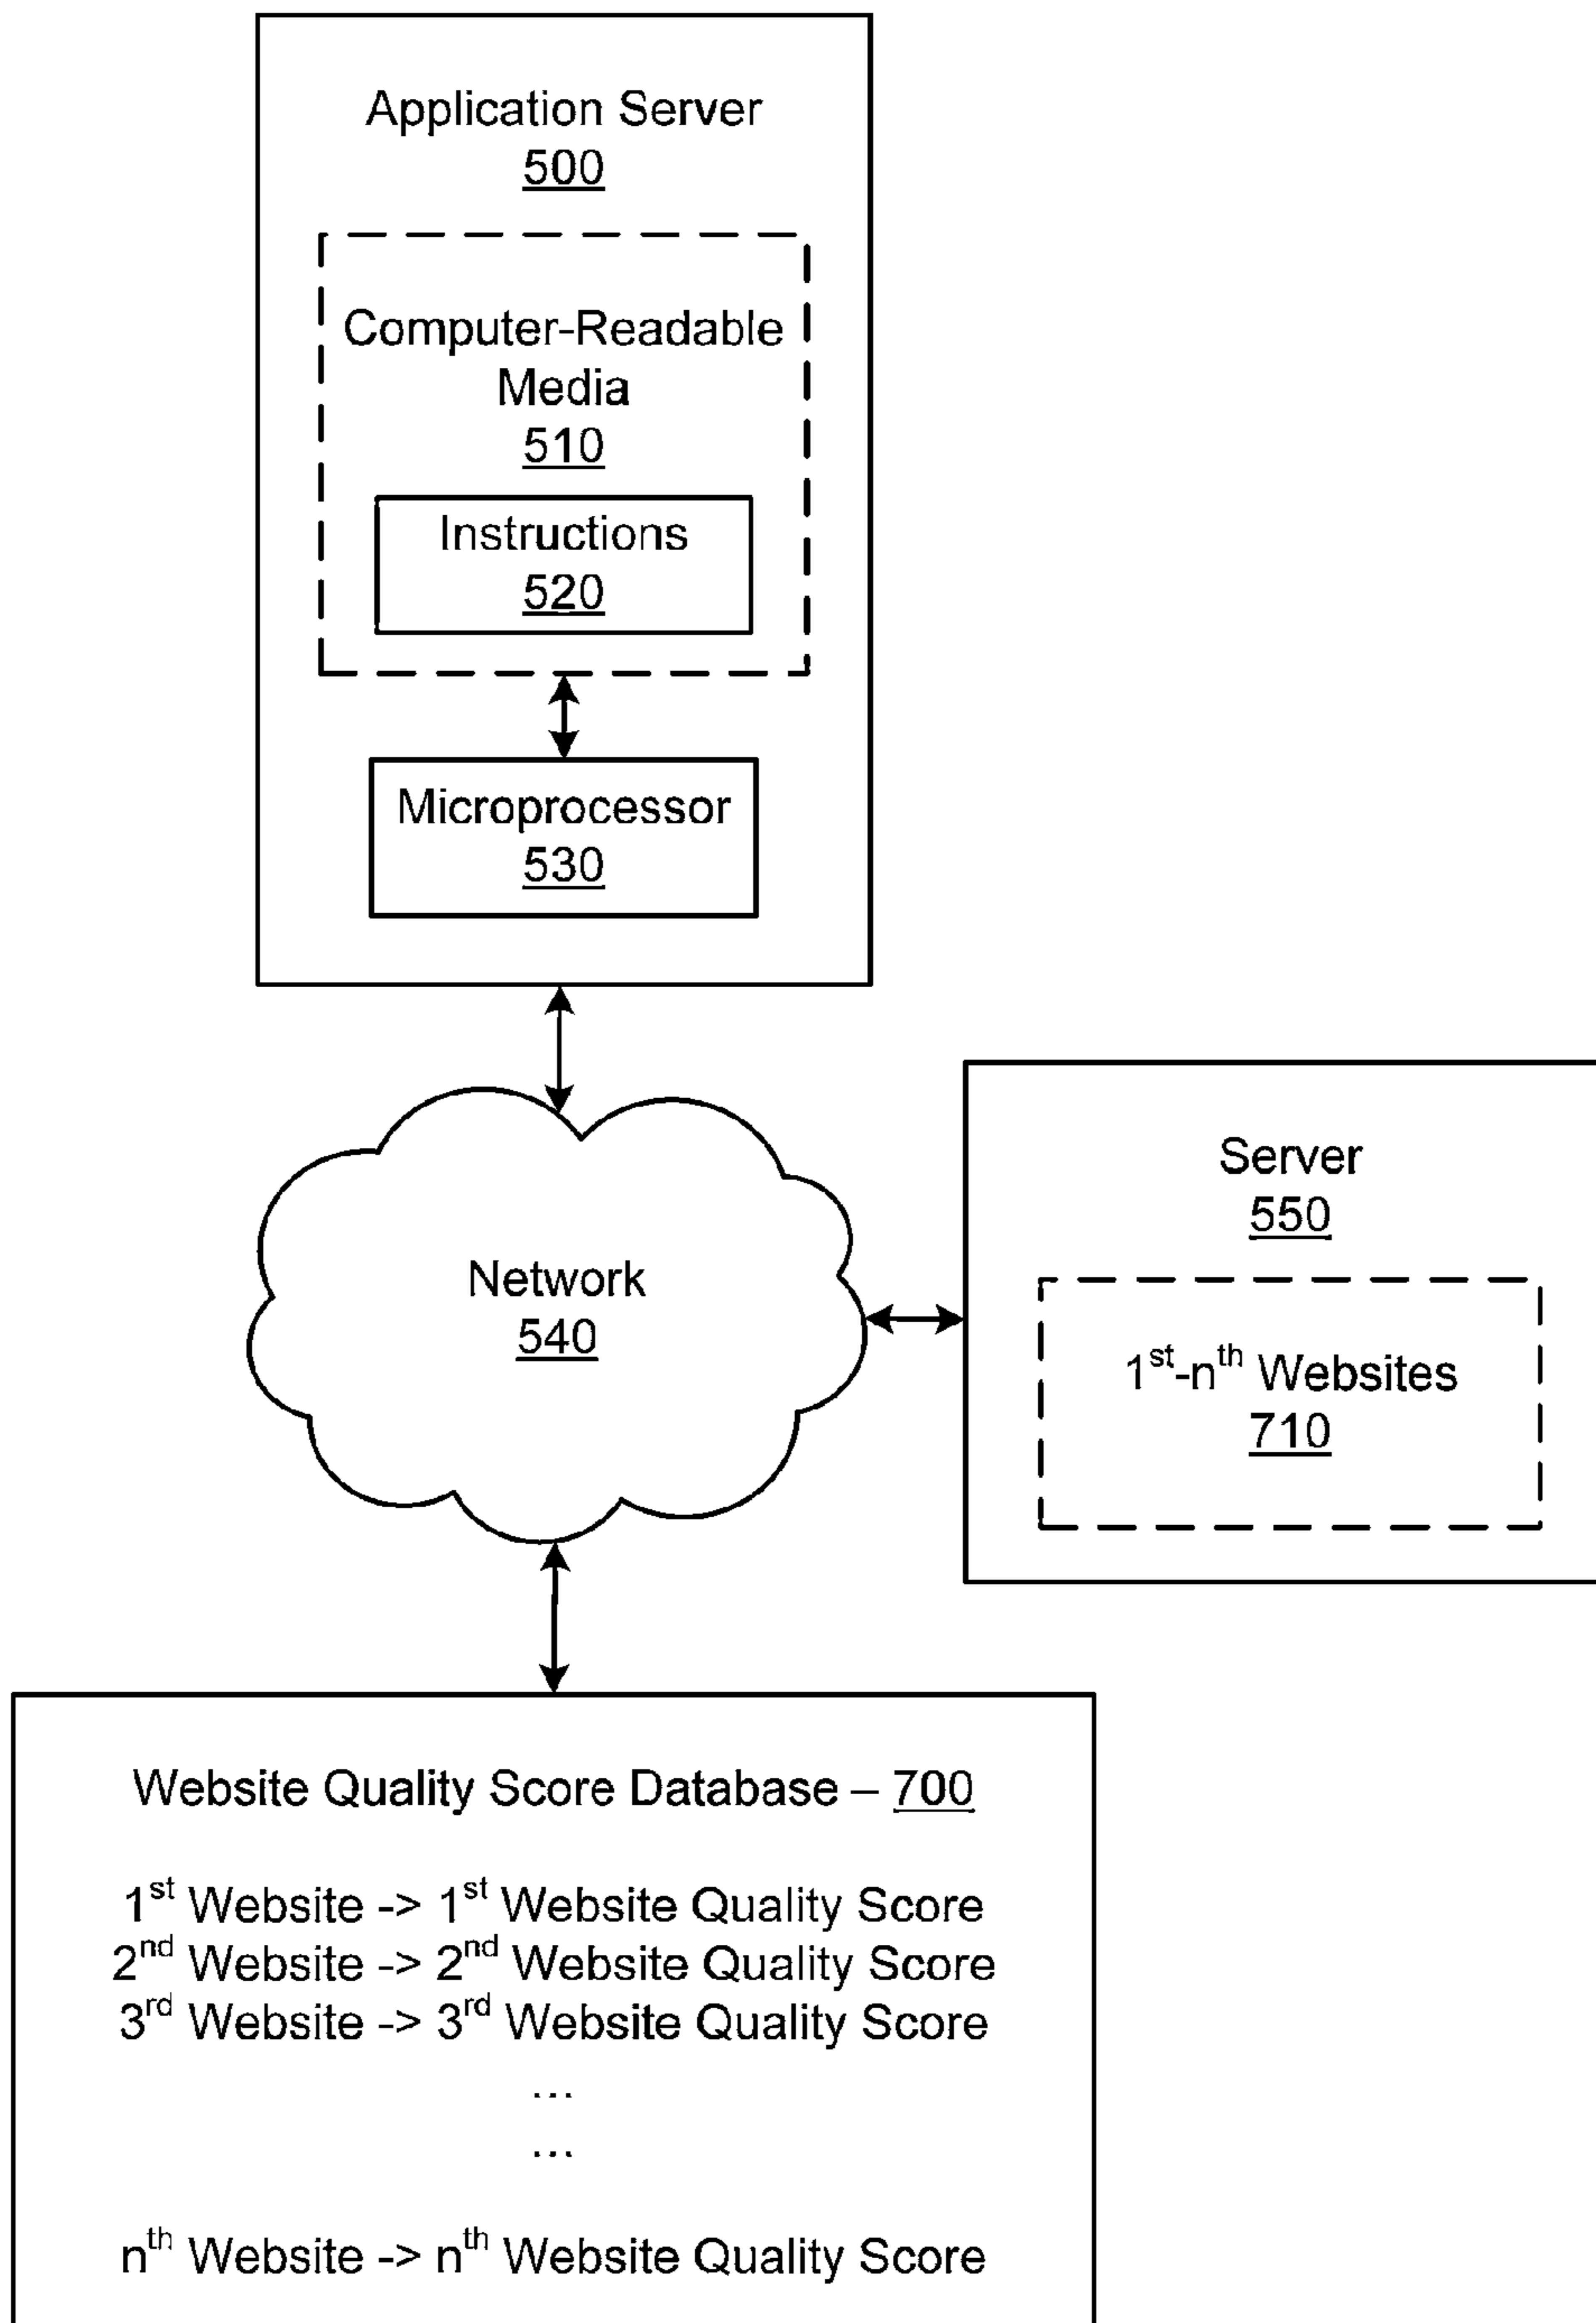 Application Server
500
Computer-Readable
Media
510
Instructions
520
Microprocessor
530
Network
540
Server
550
1st-nth Websites
710
Website Quality Score Database – 700
1st Website -> 1st Website Quality Score
2nd Website -> 2nd Website Quality Score
3rd Website -> 3rd Website Quality Score
...
...
nth Website -> nth Website Quality Score